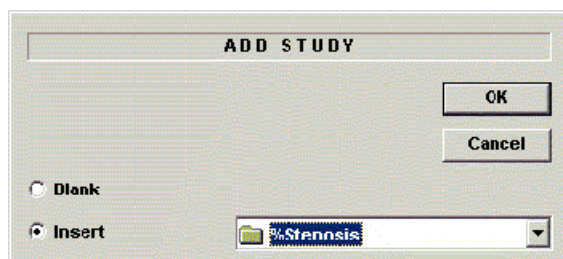 ADD STUDY
OK
Cancel
Blank
Insert
%Stenosis